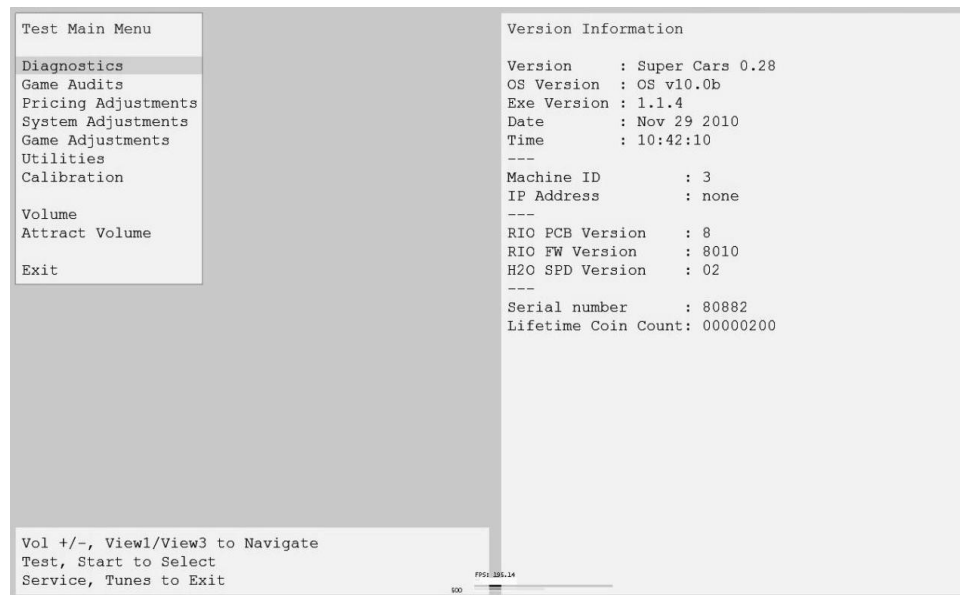 Test Main Menu
Diagnostics
Game Audits
Pricing Adjustments
System Adjustments
Game Adjustments
Utilities
Calibration
Volume
Attract Volume
Exit
Version Information
Version : Super Cars 0.28
OS Version : OS v10.0b
Exe Version : 1.1.4
Date : Nov 29 2010
Time : 10:42:10
---
Machine ID : 3
IP Address : none
---
RIO PCB Version : 8
RIO FW Version : 8010
H2O SPD Version : 02
---
Serial number : 80882
Lifetime Coin Count: 00000200
Vol +/-, View1/View3 to Navigate
Test, Start to Select
Service, Tunes to Exit
FPS: 195.14
500